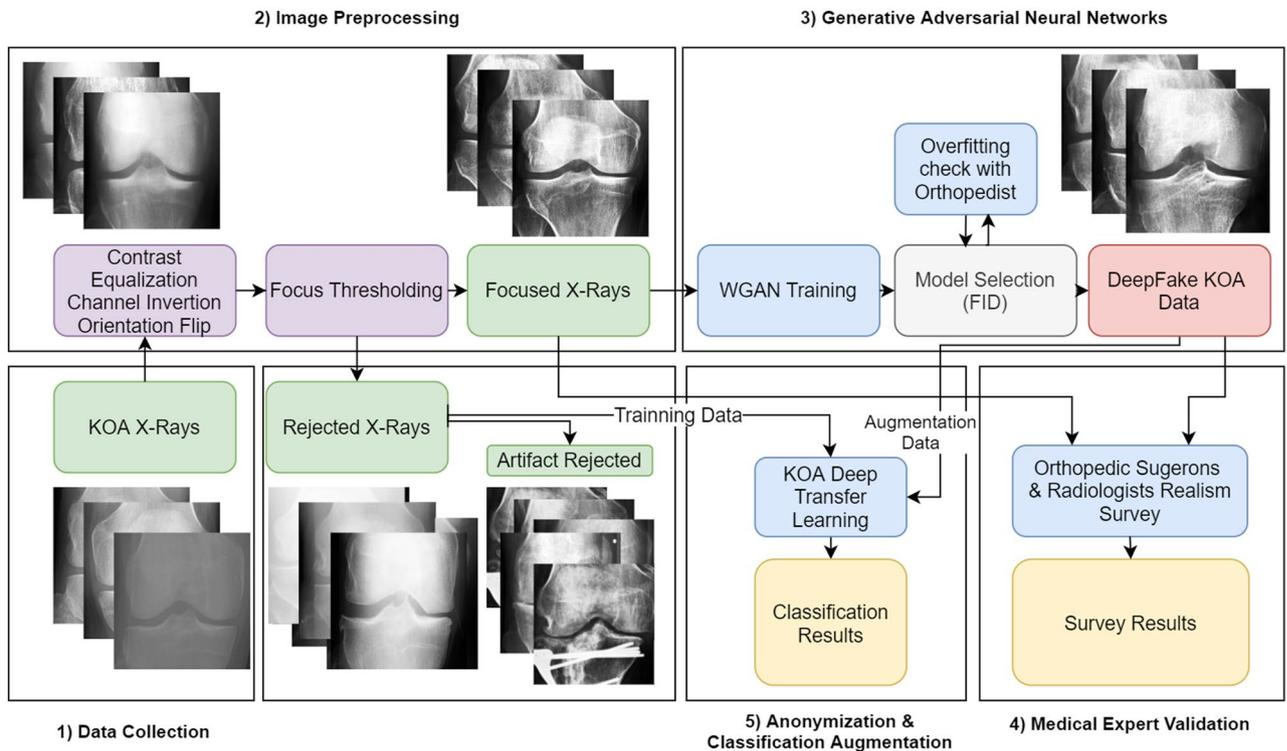 2) Image Preprocessing
3) Generative Adversarial Neural Networks
Contrast
Equalization
Channel Invertion
Orientation Flip
Focus Thresholding
Focused X-Rays
WGAN Training
Overfitting
check with
Orthopedist
Model Selection
(FID)
DeepFake KOA
Data
KOA X-Rays
Rejected X-Rays
Trainning Data
Artifact Rejected
Augmentation
Data
KOA Deep
Transfer
Learning
Classification
Results
Orthopedic Sugerons
& Radiologists Realism
Survey
Survey Results
1) Data Collection
5) Anonymization &
Classification Augmentation
4) Medical Expert Validation